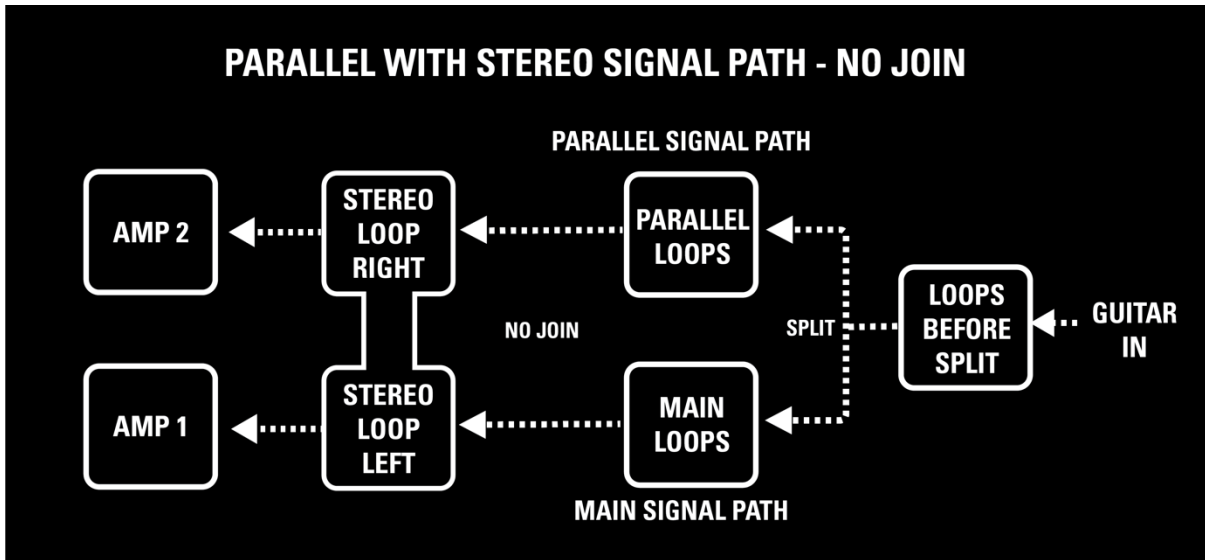 PARALLEL WITH STEREO SIGNAL PATH - NO JOIN
PARALLEL SIGNAL PATH
AMP 2
STEREO
LOOP
RIGHT
PARALLEL
LOOPS
LOOPS
BEFORE
SPLIT
GUITAR
IN
NO JOIN
SPLIT
AMP 1
STEREO
LOOP
LEFT
MAIN
LOOPS
MAIN SIGNAL PATH